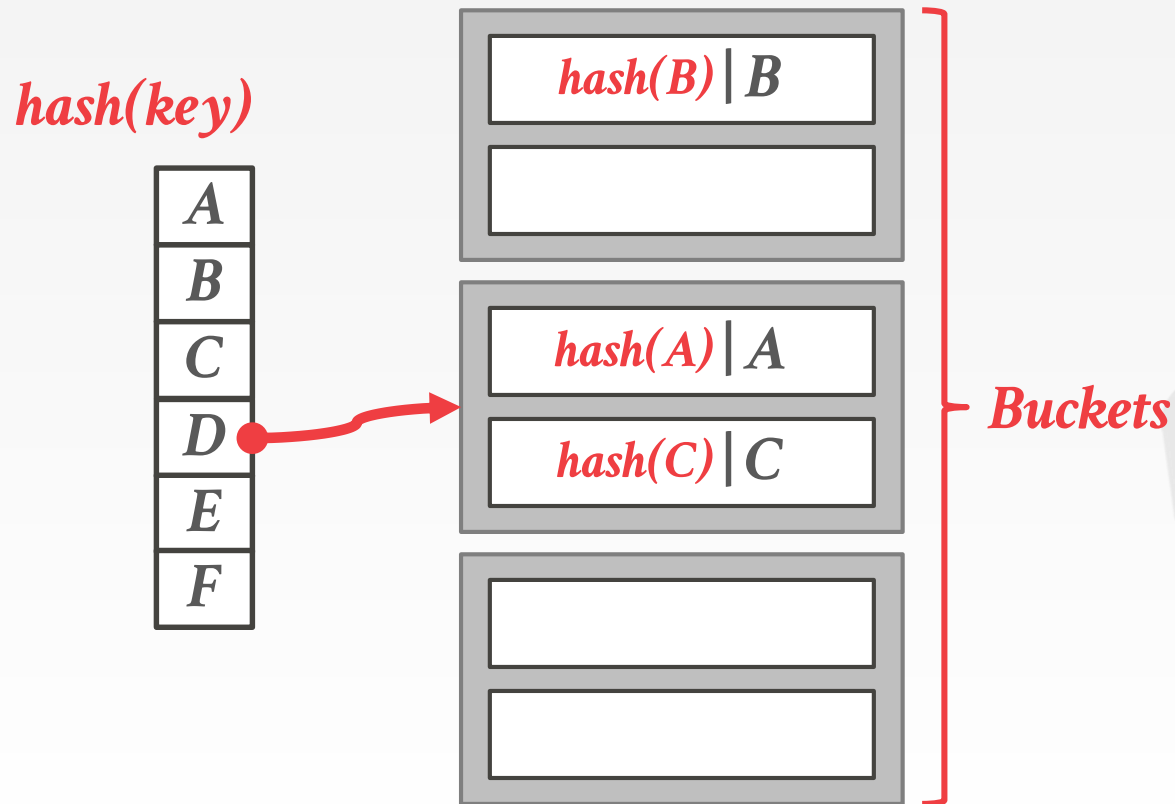 hash(key)
A
B
C
D
E
F
hash(B) | B
hash(A) | A
hash(C) | C
Buckets